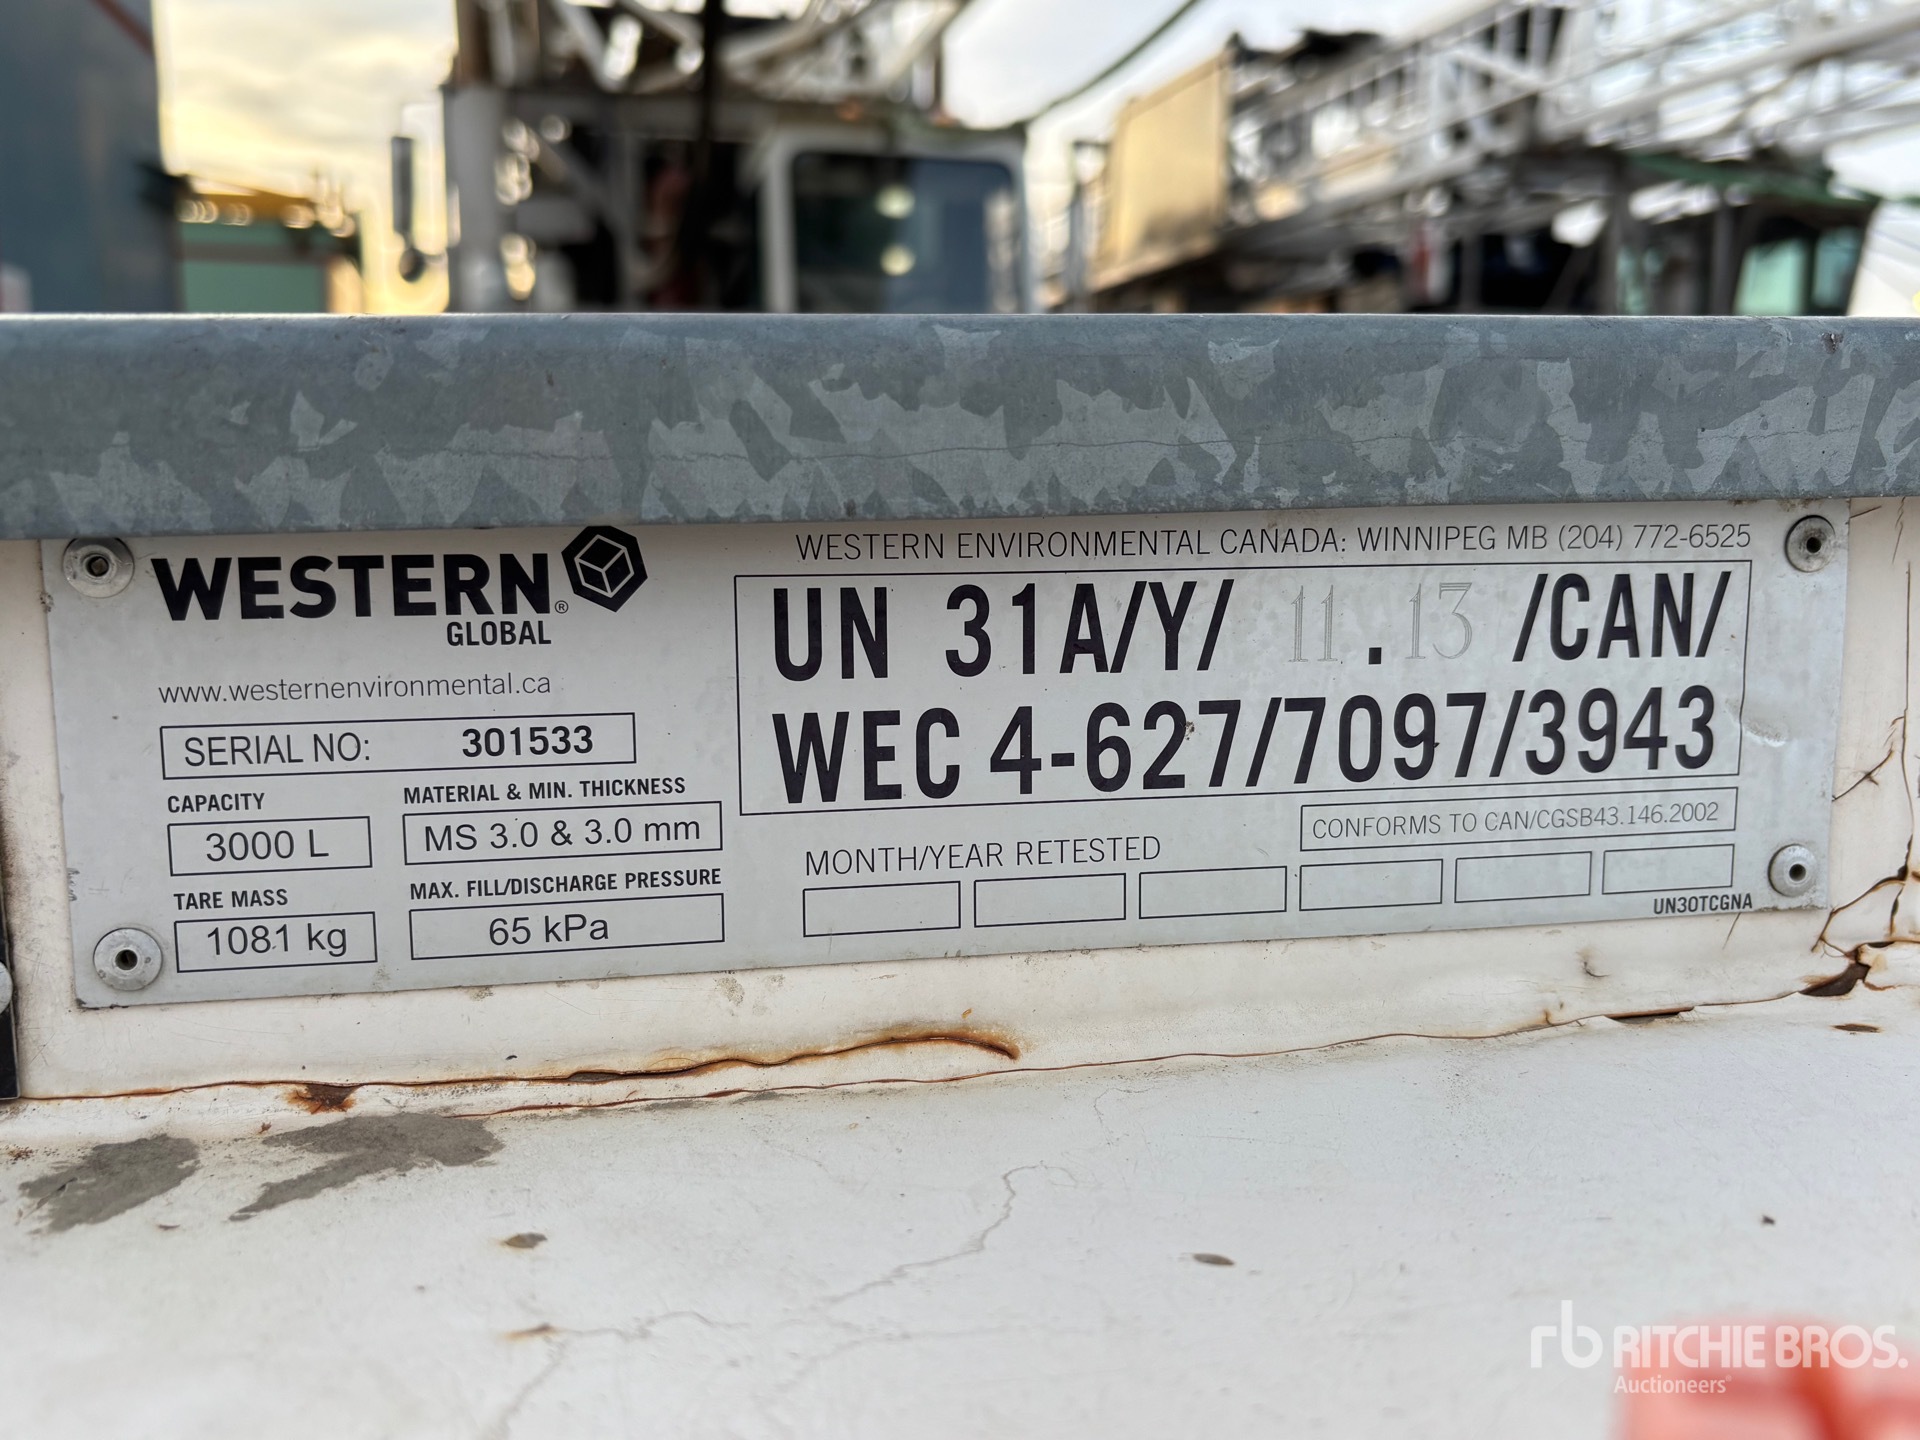 WESTERN®
GLOBAL
www.westernenvironmental.ca
SERIAL NO: 301533
CAPACITY
3000 L
MATERIAL & MIN. THICKNESS
MS 3.0 & 3.0 mm
TARE MASS
1081 kg
MAX. FILL/DISCHARGE PRESSURE
65 kPa
WESTERN ENVIRONMENTAL CANADA: WINNIPEG MB (204) 772-6525
UN 31A/Y/ 11 . 13 /CAN/
WEC 4-627/7097/3943
CONFORMS TO CAN/CGSB43.146.2002
MONTH/YEAR RETESTED
UN30TCGNA
rb RITCHIE BROS.
Auctioneers